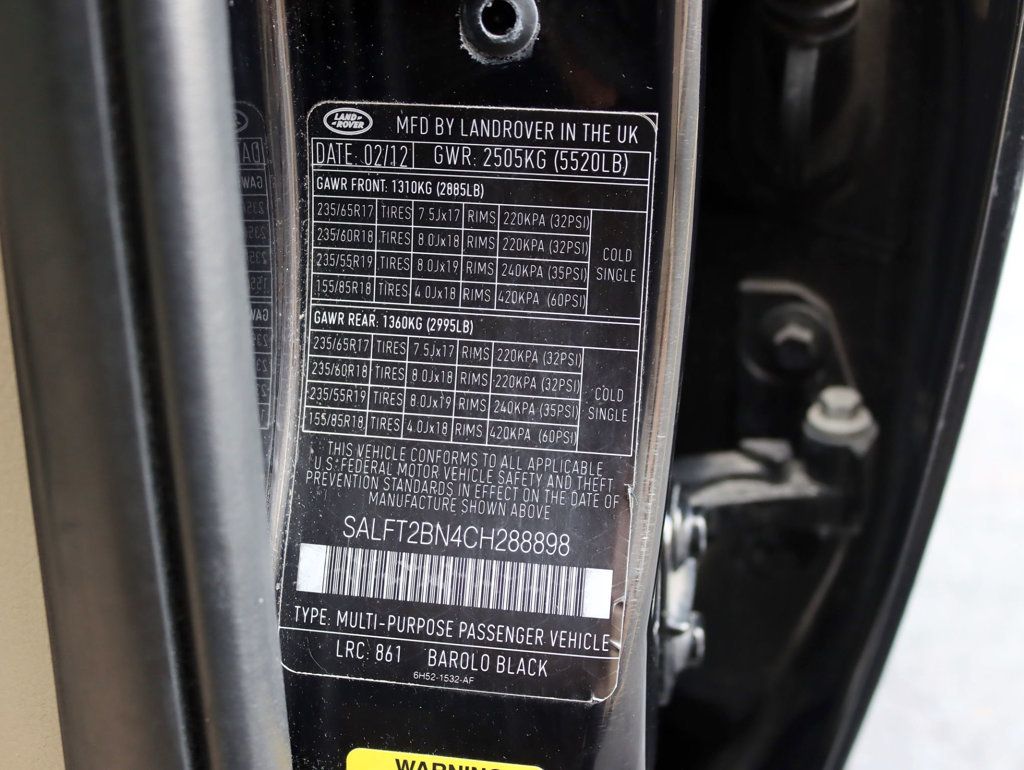 LAND ROVER
MFD BY LANDROVER IN THE UK
DATE: 02/12 GWR: 2505KG (5520LB)
GAWR FRONT: 1310KG (2885LB)
235/65R17 TIRES 7.5Jx17 RIMS 220KPA (32PSI)
235/60R18 TIRES 8.0Jx18 RIMS 220KPA (32PSI)
235/55R19 TIRES 8.0Jx19 RIMS 240KPA (35PSI)
155/85R18 TIRES 4.0Jx18 RIMS 420KPA (60PSI)
COLD
SINGLE
GAWR REAR: 1360KG (2995LB)
235/65R17 TIRES 7.5Jx17 RIMS 220KPA (32PSI)
235/60R18 TIRES 8.0Jx18 RIMS 220KPA (32PSI)
235/55R19 TIRES 8.0Jx19 RIMS 240KPA (35PSI)
155/85R18 TIRES 4.0Jx18 RIMS 420KPA (60PSI)
COLD
SINGLE
THIS VEHICLE CONFORMS TO ALL APPLICABLE
U.S. FEDERAL MOTOR VEHICLE SAFETY AND THEFT
PREVENTION STANDARDS IN EFFECT ON THE DATE OF
MANUFACTURE SHOWN ABOVE
SALFT2BN4CH288898
TYPE: MULTI-PURPOSE PASSENGER VEHICLE
LRC: 861 BAROLO BLACK
6H52-1532-AF
WARNING